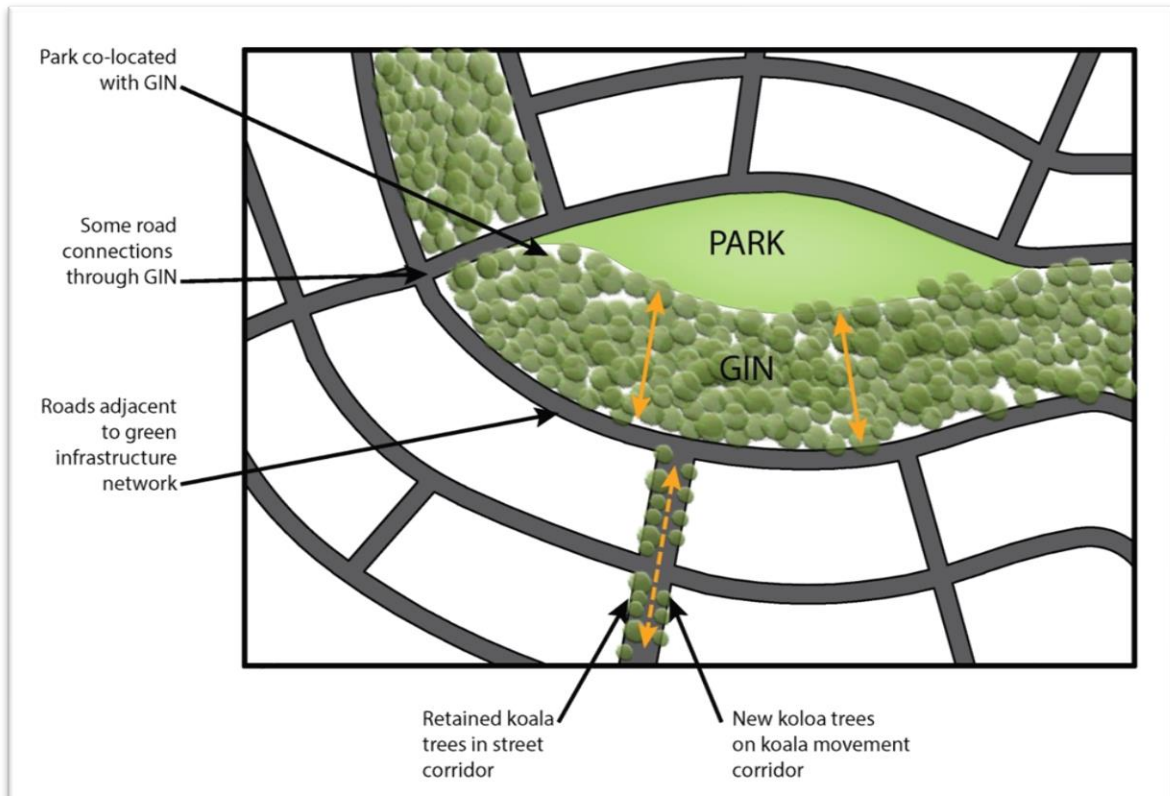 Park co-located
with GIN
Some road
connections
through GIN
Roads adjacent
to green
infrastructure
network
PARK
GIN
Retained koala
trees in street
corridor
New koloa trees
on koala movement
corridor